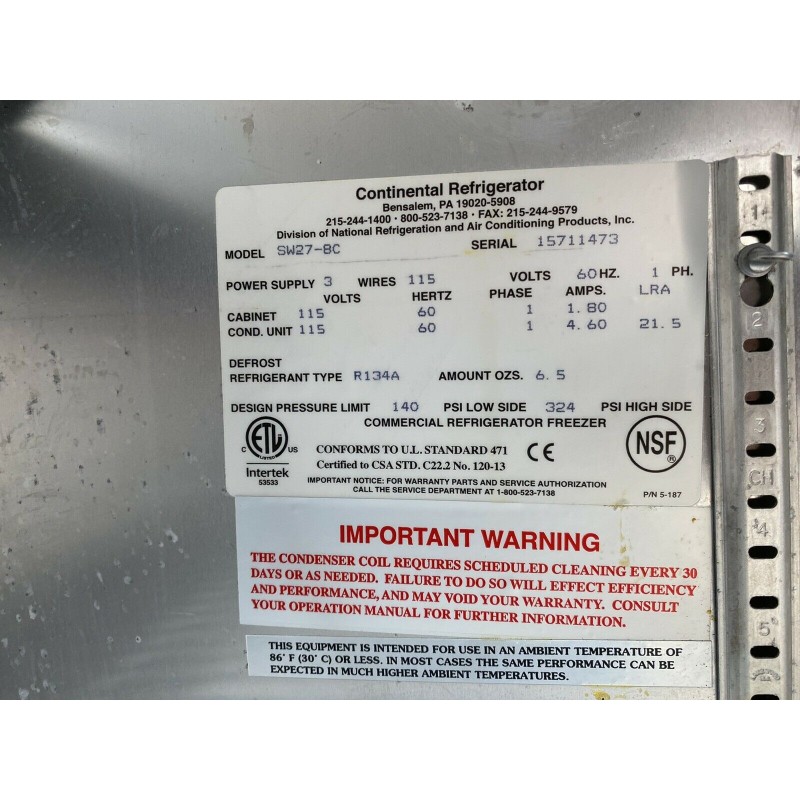 Continental Refrigerator
Bensalem, PA 19020-5908
215-244-1400 · 800-523-7138 · FAX: 215-244-9579
Division of National Refrigeration and Air Conditioning Products, Inc.
MODEL SW27-8C SERIAL 15711473
POWER SUPPLY 3 WIRES 115 VOLTS 60 HZ. 1 PH.
VOLTS HERTZ PHASE AMPS. LRA
CABINET 115 60 1 1.80
COND. UNIT 115 60 1 4.60 21.5
DEFROST
REFRIGERANT TYPE R134A AMOUNT OZS. 6.5
DESIGN PRESSURE LIMIT 140 PSI LOW SIDE 324 PSI HIGH SIDE
COMMERCIAL REFRIGERATOR FREEZER
C ETL US
LISTED
Intertek
53533
CONFORMS TO U.L. STANDARD 471
Certified to CSA STD. C22.2 No. 120-13
CE
NSF
IMPORTANT NOTICE: FOR WARRANTY PARTS AND SERVICE AUTHORIZATION
CALL THE SERVICE DEPARTMENT AT 1-800-523-7138
P/N 5-187
IMPORTANT WARNING
THE CONDENSER COIL REQUIRES SCHEDULED CLEANING EVERY 30
DAYS OR AS NEEDED. FAILURE TO DO SO WILL EFFECT EFFICIENCY
AND PERFORMANCE, AND MAY VOID YOUR WARRANTY. CONSULT
YOUR OPERATION MANUAL FOR FURTHER INFORMATION.
THIS EQUIPMENT IS INTENDED FOR USE IN AN AMBIENT TEMPERATURE OF
86° F (30° C) OR LESS. IN MOST CASES THE SAME PERFORMANCE CAN BE
EXPECTED IN MUCH HIGHER AMBIENT TEMPERATURES.
1
2
3
CH
4
5